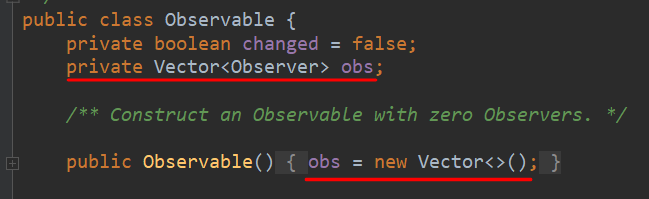 */
public class Observable {
private boolean changed = false;
private Vector<Observer> obs;
/** Construct an Observable with zero Observers. */
public Observable() { obs = new Vector<>(); }